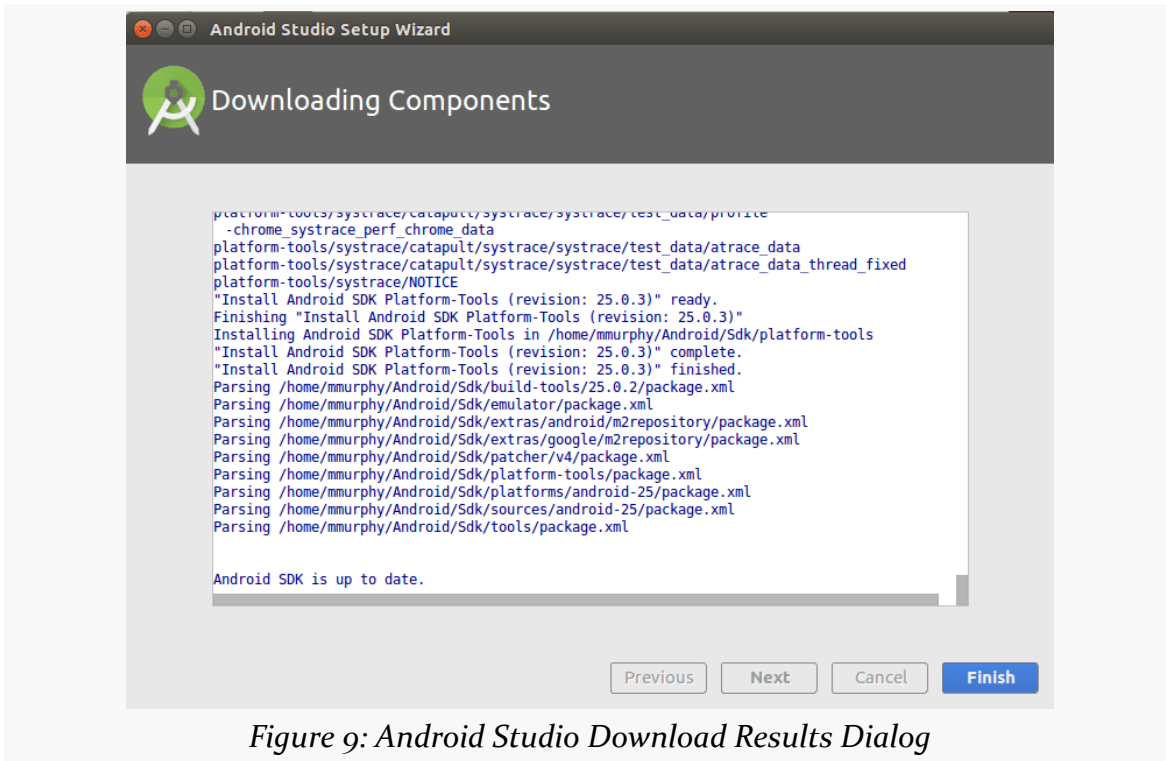 Android Studio Setup Wizard
Downloading Components
platform-tools/systrace/catapult/systrace/systrace/test_data/profile
-chrome_systrace_perf_chrome_data
platform-tools/systrace/catapult/systrace/systrace/test_data/atrace_data
platform-tools/systrace/catapult/systrace/systrace/test_data/atrace_data_thread_fixed
platform-tools/systrace/NOTICE
"Install Android SDK Platform-Tools (revision: 25.0.3)" ready.
Finishing "Install Android SDK Platform-Tools (revision: 25.0.3)"
Installing Android SDK Platform-Tools in /home/mmurphy/Android/Sdk/platform-tools
"Install Android SDK Platform-Tools (revision: 25.0.3)" complete.
"Install Android SDK Platform-Tools (revision: 25.0.3)" finished.
Parsing /home/mmurphy/Android/Sdk/build-tools/25.0.2/package.xml
Parsing /home/mmurphy/Android/Sdk/emulator/package.xml
Parsing /home/mmurphy/Android/Sdk/extras/android/m2repository/package.xml
Parsing /home/mmurphy/Android/Sdk/extras/google/m2repository/package.xml
Parsing /home/mmurphy/Android/Sdk/patcher/v4/package.xml
Parsing /home/mmurphy/Android/Sdk/platform-tools/package.xml
Parsing /home/mmurphy/Android/Sdk/platforms/android-25/package.xml
Parsing /home/mmurphy/Android/Sdk/sources/android-25/package.xml
Parsing /home/mmurphy/Android/Sdk/tools/package.xml
Android SDK is up to date.
Previous Next Cancel Finish
Figure 9: Android Studio Download Results Dialog